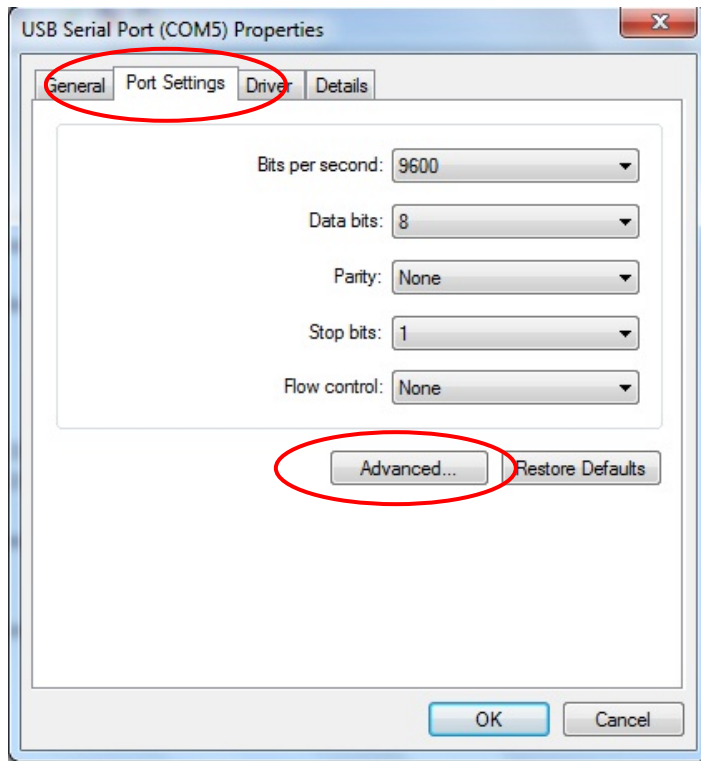 USB Serial Port (COM5) Properties
General Port Settings Driver Details
Bits per second: 9600
Data bits: 8
Parity: None
Stop bits: 1
Flow control: None
Advanced... Restore Defaults
OK Cancel